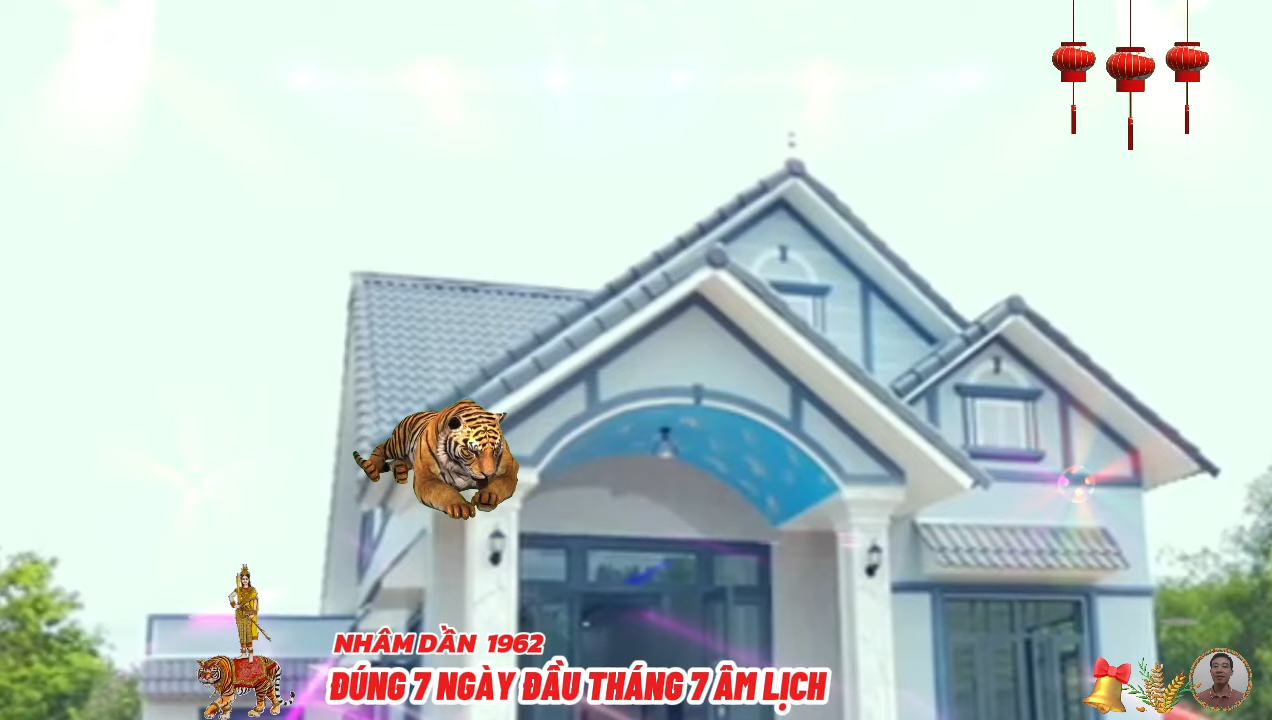 NHÂM DẦN 1962
ĐÚNG 7 NGÀY ĐẦU THÁNG 7 ÂM LỊCH